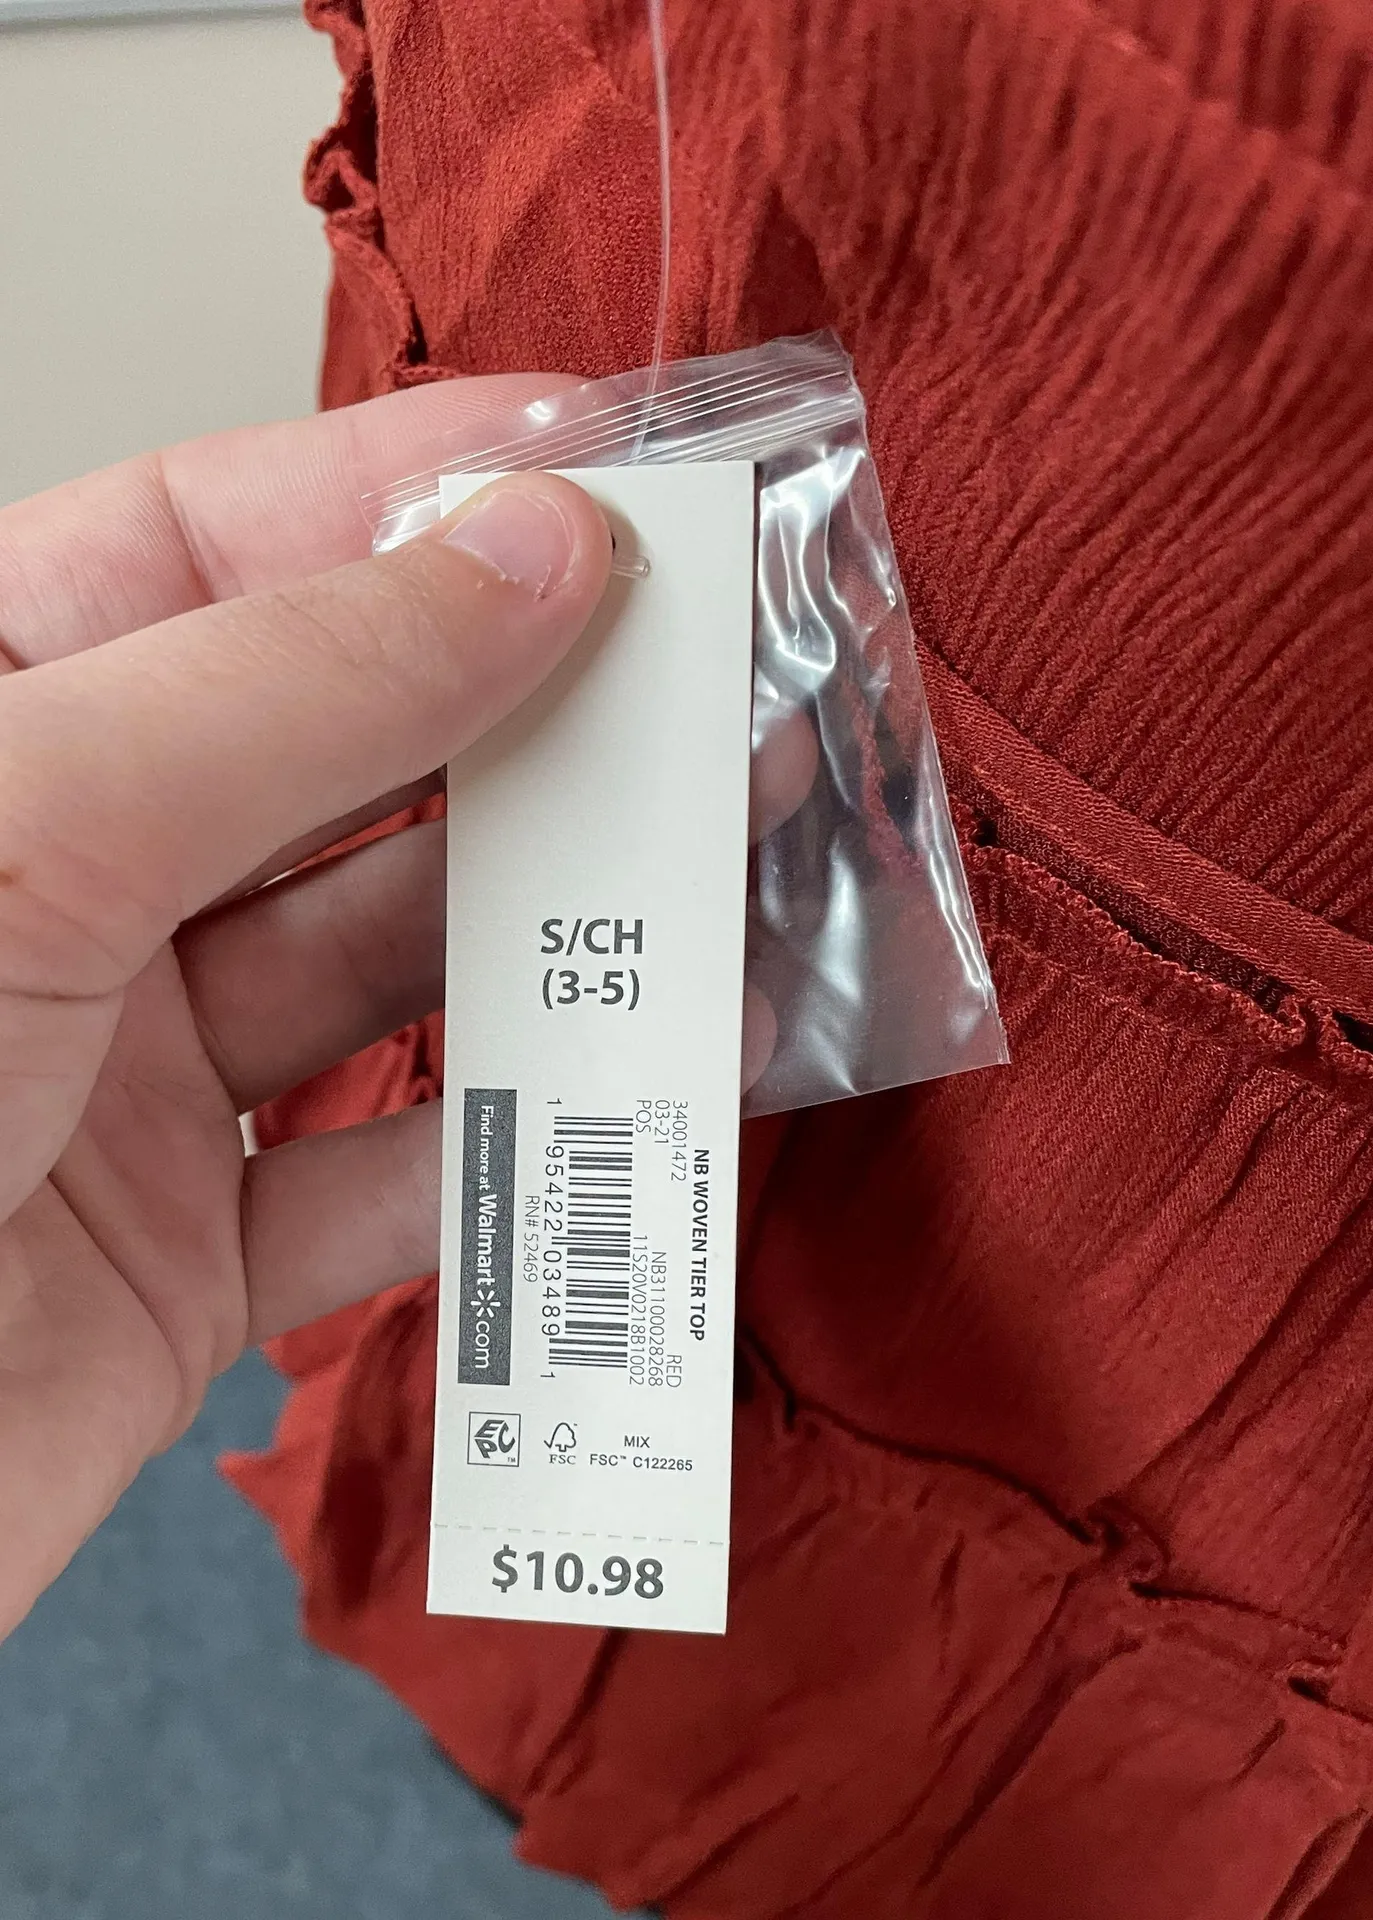 S/CH
(3-5)
NB WOVEN TIER TOP
34001472 RED
03-21 NB31100028268
POS 11S20V0218B1002
1 95422 03489 1
RN# 52469
Find more at Walmart.com
FSC
MIX
FSC™ C122265
$10.98